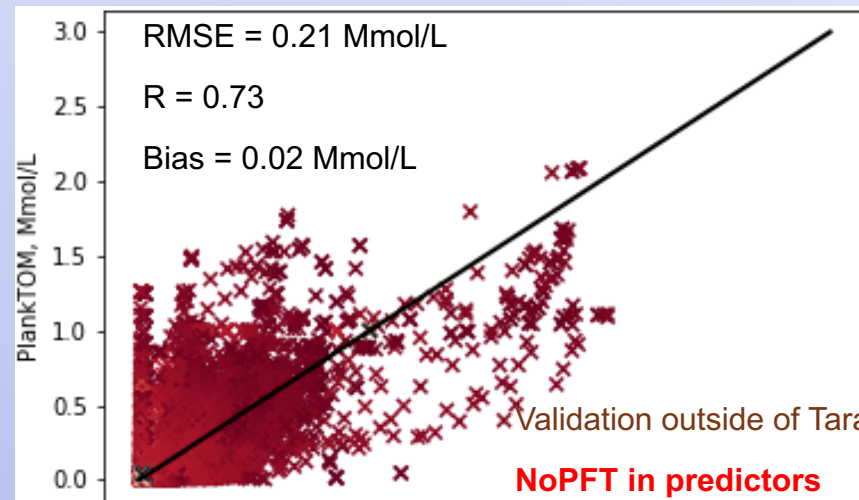 RMSE = 0.21 Mmol/L
R = 0.73
Bias = 0.02 Mmol/L
PlankTOM, Mmol/L
3.0
2.5
2.0
1.5
1.0
0.5
0.0
Validation outside of Tara
NoPFT in predictors